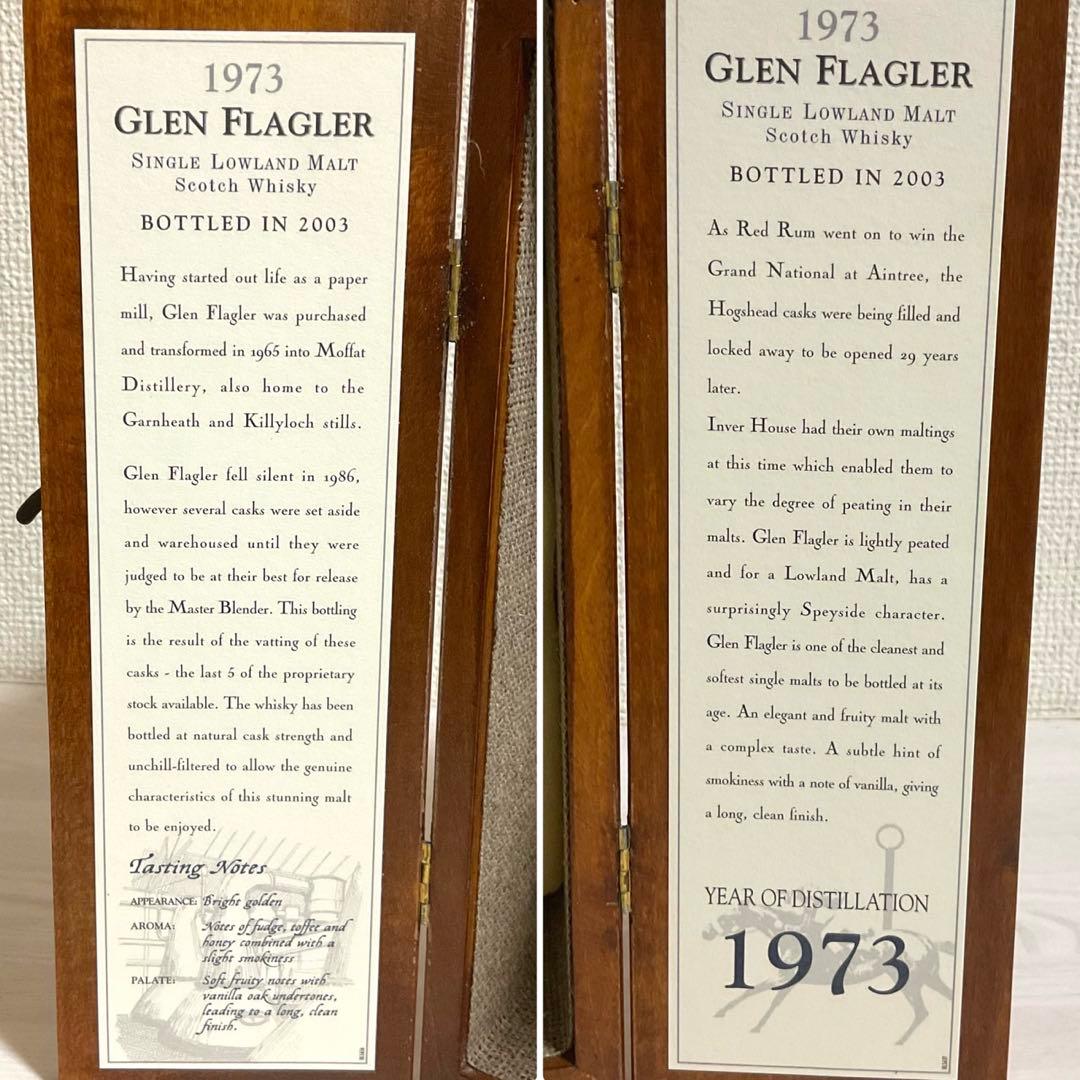 1973
GLEN FLAGLER
SINGLE LOWLAND MALT
SCOTCH WHISKY
BOTTLED IN 2003
Having started out life as a paper
mill, Glen Flagler was purchased
and transformed in 1965 into Moffat
Distillery, also home to the
Garnheath and Killyloch stills.
Glen Flagler fell silent in 1986,
however several casks were set aside
and warehoused until they were
judged to be at their best for release
by the Master Blender. This bottling
is the result of the vatting of these
casks - the last 5 of the proprietary
stock available. The whisky has been
bottled at natural cask strength and
unchill-filtered to allow the genuine
characteristics of this stunning malt
to be enjoyed.
Tasting Notes
APPEARANCE: Bright golden
AROMA: Notes of fudge, toffee and
honey combined with a
slight smokiness
PALATE: Soft fruity notes with
vanilla oak undertones,
leading to a long, clean
finish.
1973
GLEN FLAGLER
SINGLE LOWLAND MALT
SCOTCH WHISKY
BOTTLED IN 2003
As Red Rum went on to win the
Grand National at Aintree, the
Hogshead casks were being filled and
locked away to be opened 29 years
later.
Inver House had their own maltings
at this time which enabled them to
vary the degree of peating in their
malts. Glen Flagler is lightly peated
and for a Lowland Malt, has a
surprisingly Speyside character.
Glen Flagler is one of the cleanest and
softest single malts to be bottled at its
age. An elegant and fruity malt with
a complex taste. A subtle hint of
smokiness with a note of vanilla, giving
a long, clean finish.
YEAR OF DISTILLATION
1973